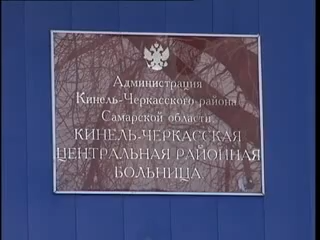 Администрация
Кинель-Черкасского района
Самарской области
КИНЕЛЬ-ЧЕРКАССКАЯ
ЦЕНТРАЛЬНАЯ РАЙОННАЯ
БОЛЬНИЦА